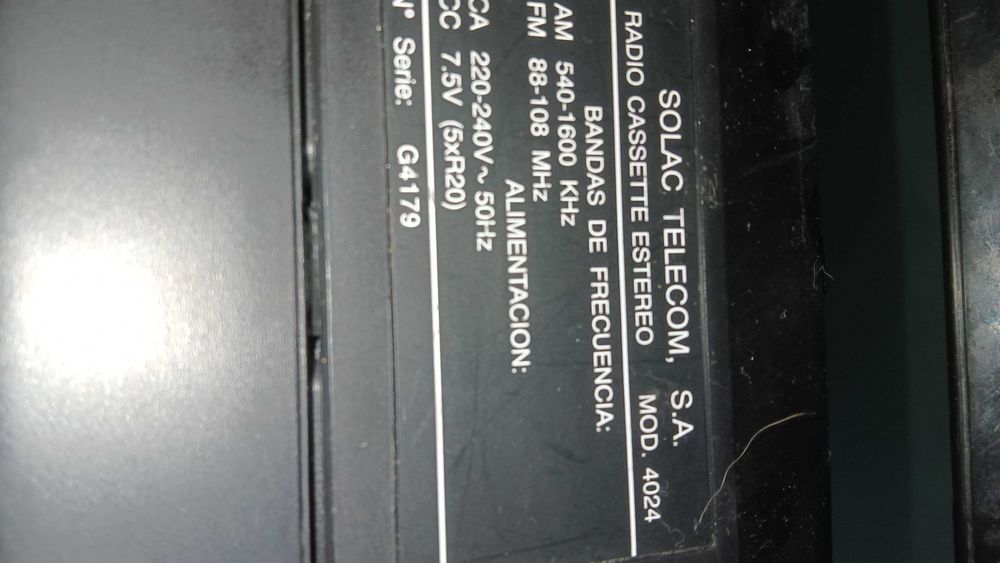 SOLAC TELECOM, S.A.
RADIO CASSETTE ESTEREO MOD. 4024
BANDAS DE FRECUENCIA:
AM 540-1600 KHz
FM 88-108 MHz
ALIMENTACION:
CA 220-240V~ 50Hz
CC 7.5V (5xR20)
Nº Serie: G4179